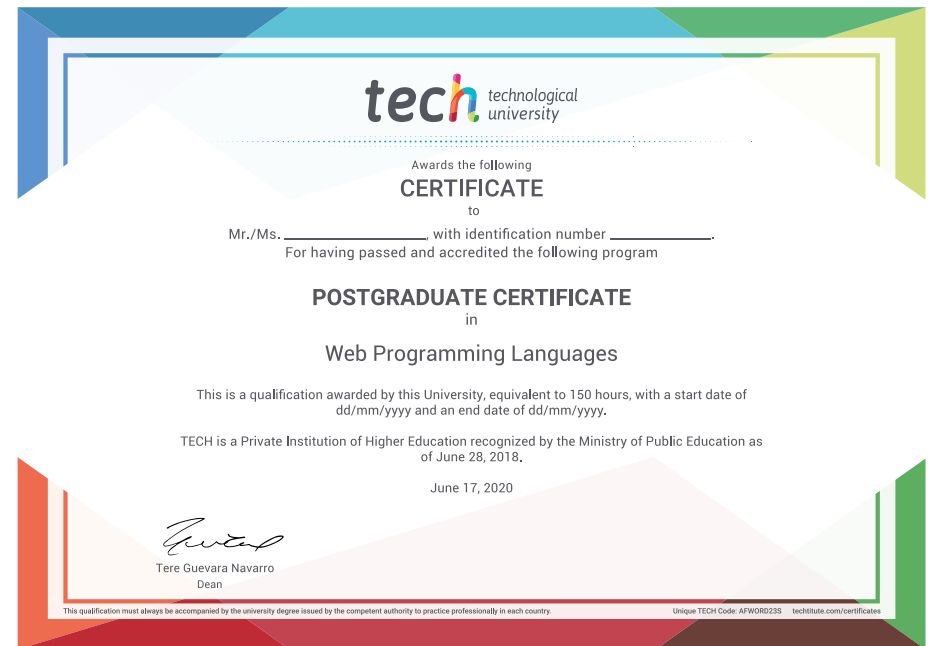 tech technological
university
Awards the following
CERTIFICATE
to
Mr./Ms. ____________________, with identification number ______________.
For having passed and accredited the following program
POSTGRADUATE CERTIFICATE
in
Web Programming Languages
This is a qualification awarded by this University, equivalent to 150 hours, with a start date of
dd/mm/yyyy and an end date of dd/mm/yyyy.
TECH is a Private Institution of Higher Education recognized by the Ministry of Public Education as
of June 28, 2018.
June 17, 2020
Tere Guevara Navarro
Dean
This qualification must always be accompanied by the university degree issued by the competent authority to practice professionally in each country. Unique TECH Code: AFWORD23S techtitute.com/certificates